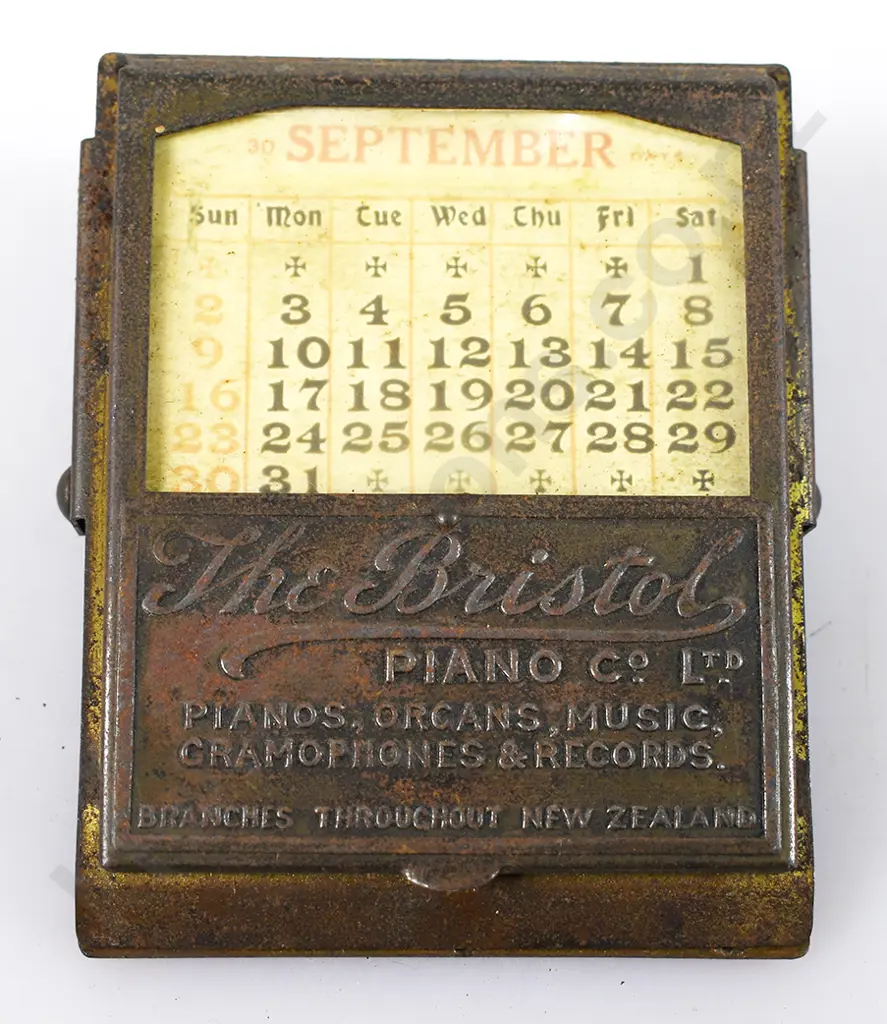 30 SEPTEMBER DAYS
Sun Mon Tue Wed Thu Fri Sat
✠ ✠ ✠ ✠ ✠ ✠ 1
2 3 4 5 6 7 8
9 10 11 12 13 14 15
16 17 18 19 20 21 22
23 24 25 26 27 28 29
30 31 ✠ ✠ ✠ ✠ ✠
The Bristol
PIANO Co LTD
PIANOS, ORGANS, MUSIC,
GRAMOPHONES & RECORDS.
BRANCHES THROUGHOUT NEW ZEALAND